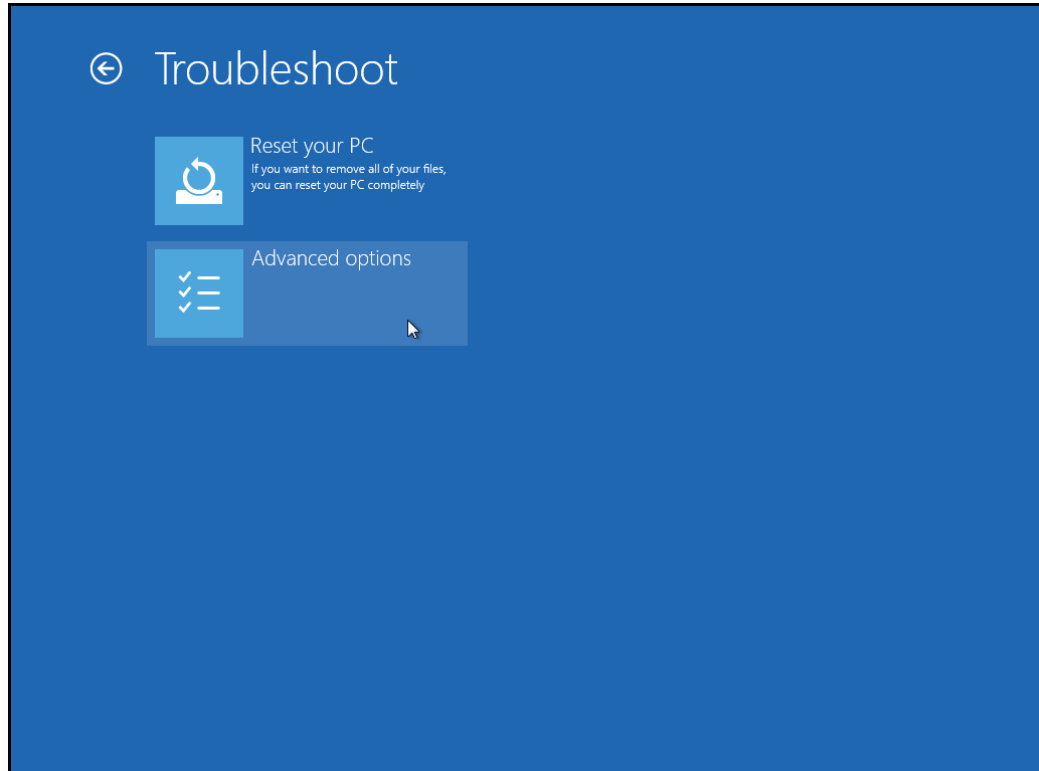 Troubleshoot
Reset your PC
If you want to remove all of your files,
you can reset your PC completely
Advanced options